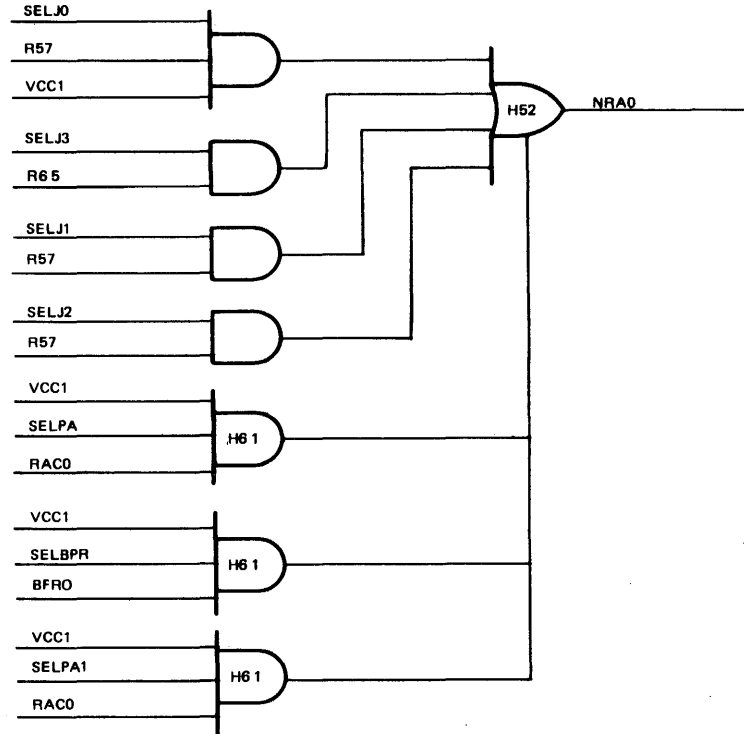 SELJ0
R57
VCC1
H52
NRA0
SELJ3
R65
SELJ1
R57
SELJ2
R57
VCC1
SELPA
H61
RAC0
VCC1
SELBPR
H61
BFRO
VCC1
SELPA1
H61
RAC0